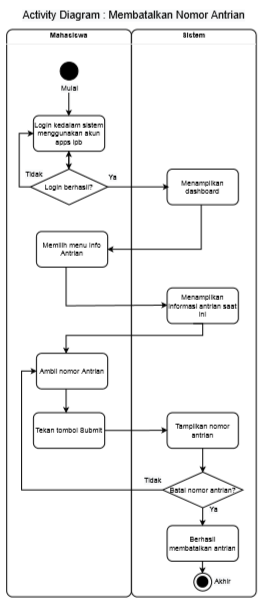 Activity Diagram : Membatalkan Nomor Antrian
Mahasiswa
Sistem
Mulai
Login kedalam sistem
menggunakan akun
apps ipb
Tidak
Ya
Login berhasil?
Menampilkan
dashboard
Memilih menu info
Antrian
Menampilkan
informasi antrian saat
ini
Ambil nomor Antrian
Tekan tombol Submit
Tampilkan nomor
antrian
Tidak
Batal nomor antrian?
Ya
Berhasil
membatalkan antrian
Akhir